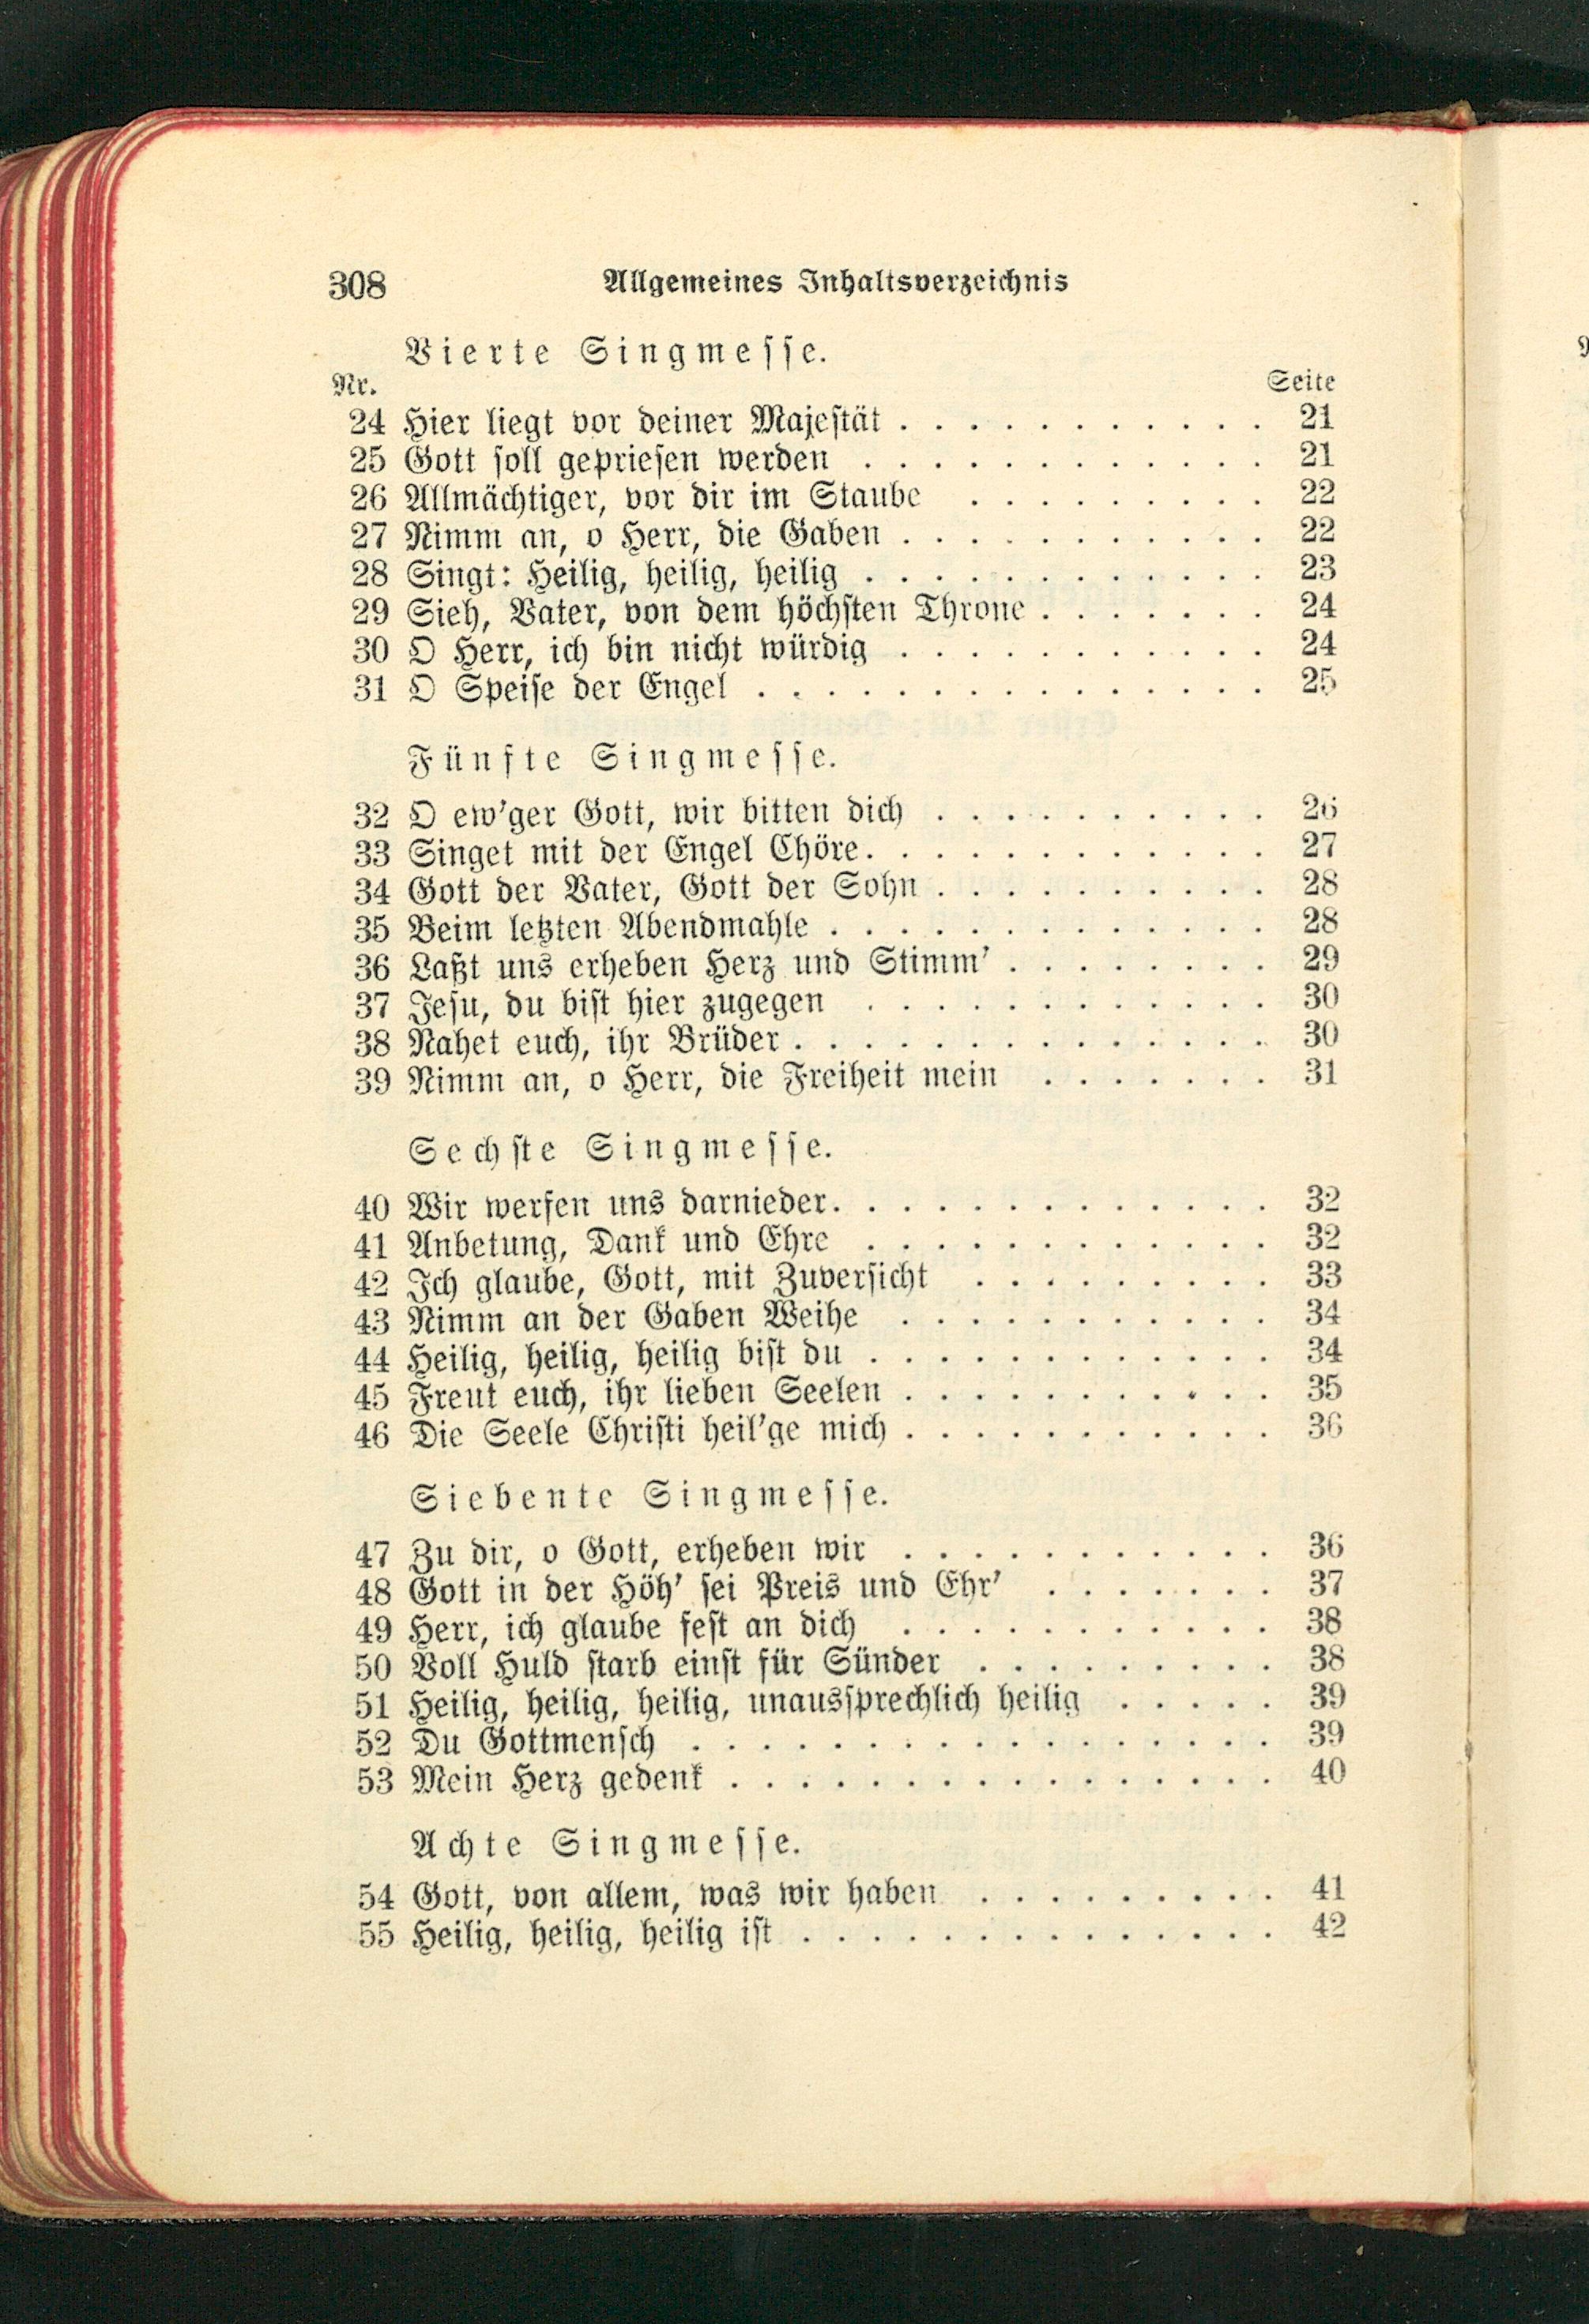 308 Allgemeines Inhaltsverzeichnis
Vierte Singmesse.
Nr. Seite
24 Hier liegt vor deiner Majestät . . . . . . . . . . . 21
25 Gott soll gepriesen werden . . . . . . . . . . . . 21
26 Allmächtiger, vor dir im Staube . . . . . . . . . 22
27 Nimm an, o Herr, die Gaben . . . . . . . . . . . 22
28 Singt: Heilig, heilig, heilig . . . . . . . . . . . . 23
29 Sieh, Vater, von dem höchsten Throne . . . . . . . 24
30 O Herr, ich bin nicht würdig . . . . . . . . . . . 24
31 O Speise der Engel . . . . . . . . . . . . . . . 25
Fünfte Singmesse.
32 O ew'ger Gott, wir bitten dich . . . . . . . . . . 26
33 Singet mit der Engel Chöre. . . . . . . . . . . . 27
34 Gott der Vater, Gott der Sohn . . . . . . . . . . 28
35 Beim letzten Abendmahle . . . . . . . . . . . . . 28
36 Laßt uns erheben Herz und Stimm' . . . . . . . . 29
37 Jesu, du bist hier zugegen . . . . . . . . . . . . 30
38 Nahet euch, ihr Brüder . . . . . . . . . . . . . . 30
39 Nimm an, o Herr, die Freiheit mein . . . . . . . 31
Sechste Singmesse.
40 Wir werfen uns darnieder. . . . . . . . . . . . . 32
41 Anbetung, Dank und Ehre . . . . . . . . . . . . 32
42 Ich glaube, Gott, mit Zuversicht . . . . . . . . . 33
43 Nimm an der Gaben Weihe . . . . . . . . . . . 34
44 Heilig, heilig, heilig bist du . . . . . . . . . . . . 34
45 Freut euch, ihr lieben Seelen . . . . . . . . . . . 35
46 Die Seele Christi heil'ge mich . . . . . . . . . . . 36
Siebente Singmesse.
47 Zu dir, o Gott, erheben wir . . . . . . . . . . . 36
48 Gott in der Höh' sei Preis und Ehr' . . . . . . . 37
49 Herr, ich glaube fest an dich . . . . . . . . . . . 38
50 Voll Huld starb einst für Sünder . . . . . . . . . 38
51 Heilig, heilig, heilig, unaussprechlich heilig . . . . . 39
52 Du Gottmensch . . . . . . . . . . . . . . . . . 39
53 Mein Herz gedenk . . . . . . . . . . . . . . . . 40
Achte Singmesse.
54 Gott, von allem, was wir haben . . . . . . . . . 41
55 Heilig, heilig, heilig ist . . . . . . . . . . . . . . 42